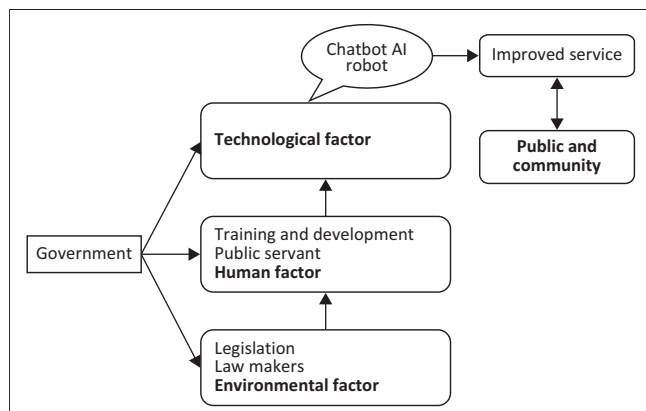 Chatbot AI
robot
Improved service
Technological factor
Public and
community
Government
Training and development
Public servant
Human factor
Legislation
Law makers
Environmental factor